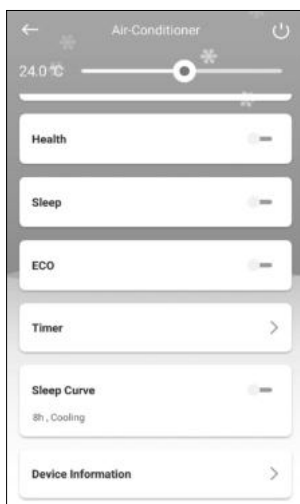 Air-Conditioner
24.0 ℃
Health
Sleep
ECO
Timer
Sleep Curve
8h , Cooling
Device Information